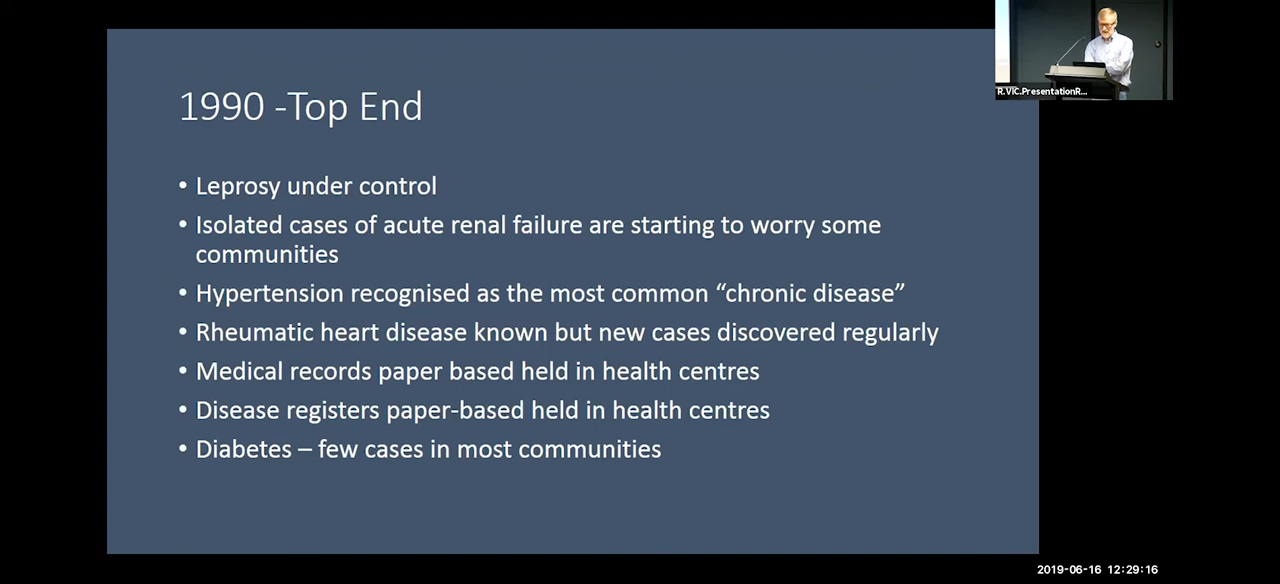 1990 -Top End
• Leprosy under control
• Isolated cases of acute renal failure are starting to worry some
communities
• Hypertension recognised as the most common “chronic disease”
• Rheumatic heart disease known but new cases discovered regularly
• Medical records paper based held in health centres
• Disease registers paper-based held in health centres
• Diabetes – few cases in most communities
R.VIC.PresentationR...
2019-06-16 12:29:16